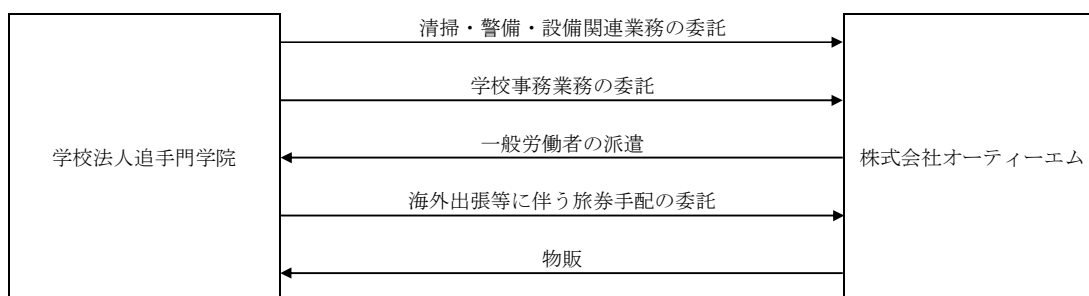 清掃・警備・設備関連業務の委託
学校事務業務の委託
学校法人追手門学院
一般労働者の派遣
株式会社オーティーエム
海外出張等に伴う旅券手配の委託
物販